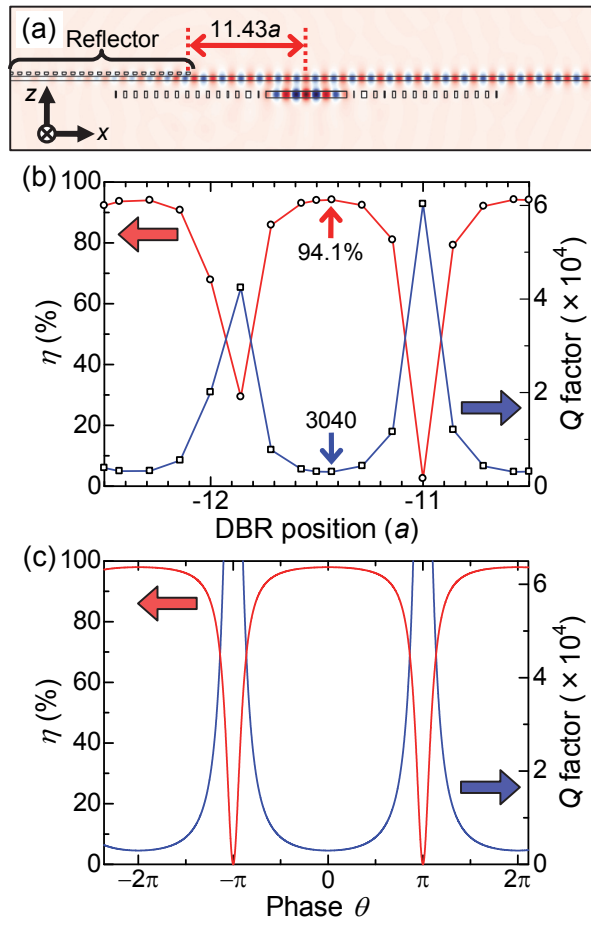 (a)
11.43a
Reflector
z
x
(b)
100
80
60
40
20
0
η (%)
94.1%
3040
6
4
2
0
Q factor (×10⁴)
-12
-11
DBR position (a)
(c)
100
80
60
40
20
0
η (%)
6
4
2
0
Q factor (×10⁴)
−2π
−π
0
π
2π
Phase θ